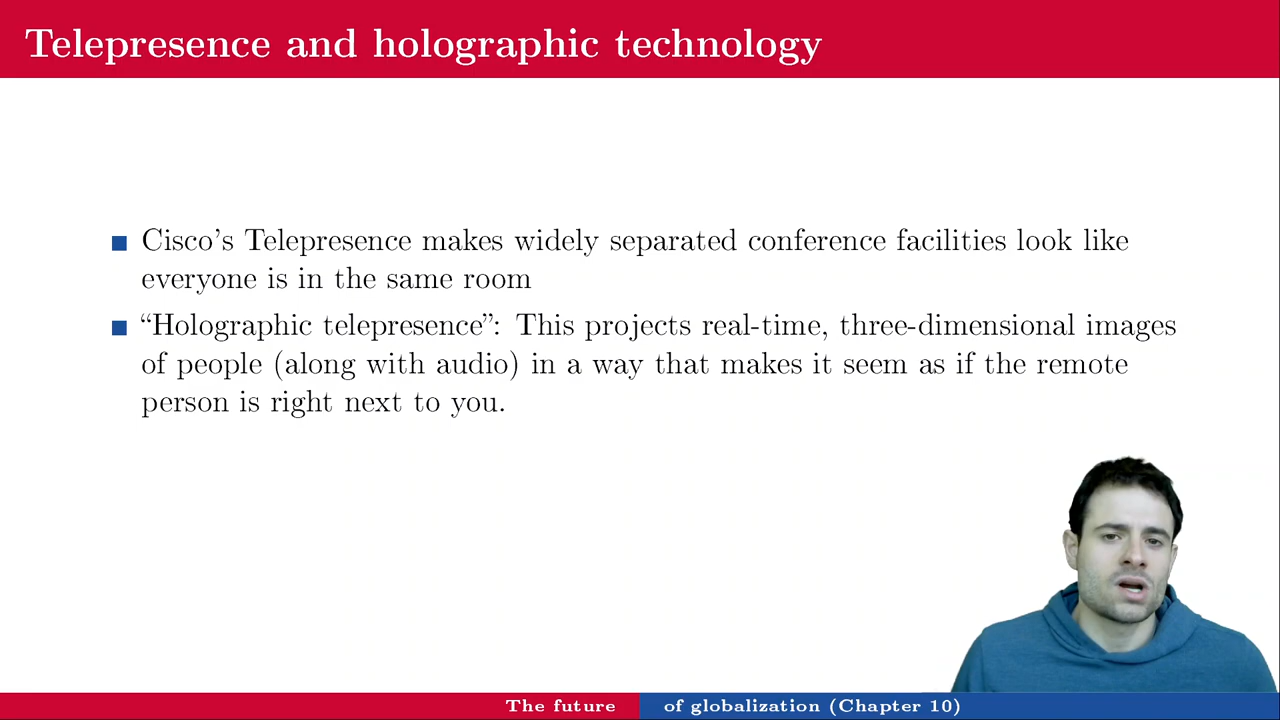 Telepresence and holographic technology
Cisco's Telepresence makes widely separated conference facilities look like
everyone is in the same room
“Holographic telepresence”: This projects real-time, three-dimensional images
of people (along with audio) in a way that makes it seem as if the remote
person is right next to you.
The future of globalization (Chapter 10)